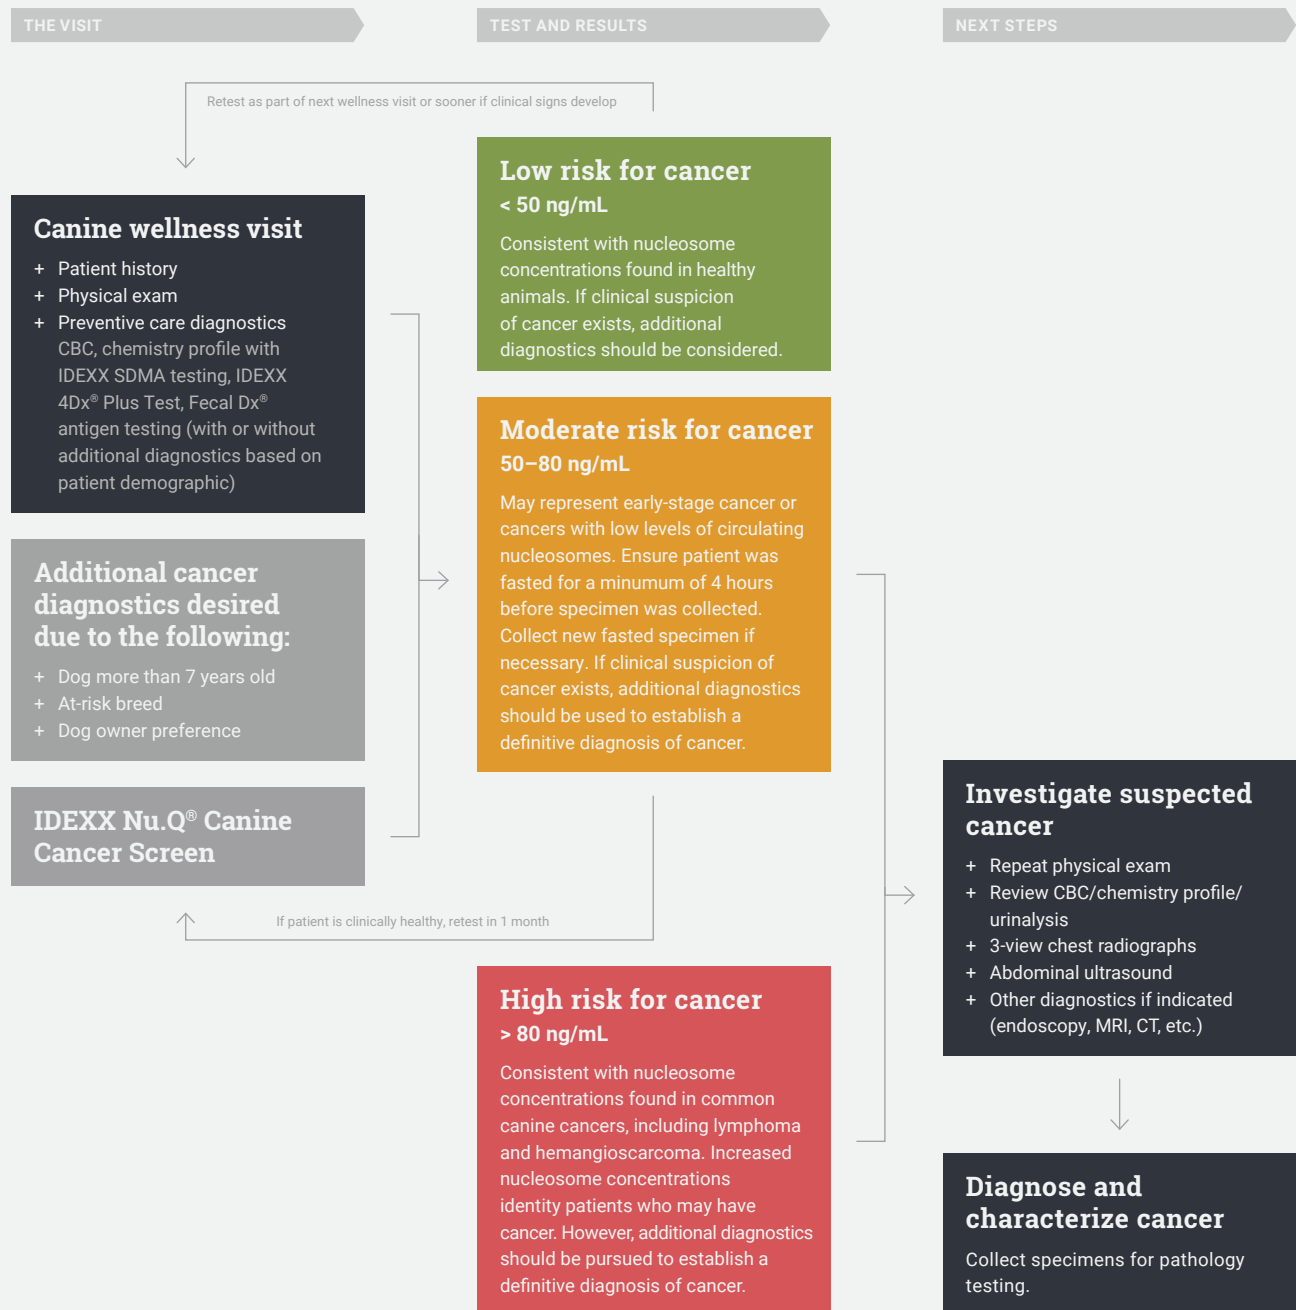 THE VISIT
TEST AND RESULTS
NEXT STEPS
Retest as part of next wellness visit or sooner if clinical signs develop
Canine wellness visit
+ Patient history
+ Physical exam
+ Preventive care diagnostics
CBC, chemistry profile with
IDEXX SDMA testing, IDEXX
4Dx® Plus Test, Fecal Dx®
antigen testing (with or without
additional diagnostics based on
patient demographic)
Additional cancer
diagnostics desired
due to the following:
+ Dog more than 7 years old
+ At-risk breed
+ Dog owner preference
IDEXX Nu.Q® Canine
Cancer Screen
Low risk for cancer
< 50 ng/mL
Consistent with nucleosome
concentrations found in healthy
animals. If clinical suspicion
of cancer exists, additional
diagnostics should be considered.
Moderate risk for cancer
50–80 ng/mL
May represent early-stage cancer or
cancers with low levels of circulating
nucleosomes. Ensure patient was
fasted for a minumum of 4 hours
before specimen was collected.
Collect new fasted specimen if
necessary. If clinical suspicion of
cancer exists, additional diagnostics
should be used to establish a
definitive diagnosis of cancer.
If patient is clinically healthy, retest in 1 month
High risk for cancer
> 80 ng/mL
Consistent with nucleosome
concentrations found in common
canine cancers, including lymphoma
and hemangioscarcoma. Increased
nucleosome concentrations
identity patients who may have
cancer. However, additional diagnostics
should be pursued to establish a
definitive diagnosis of cancer.
Investigate suspected
cancer
+ Repeat physical exam
+ Review CBC/chemistry profile/
urinalysis
+ 3-view chest radiographs
+ Abdominal ultrasound
+ Other diagnostics if indicated
(endoscopy, MRI, CT, etc.)
Diagnose and
characterize cancer
Collect specimens for pathology
testing.